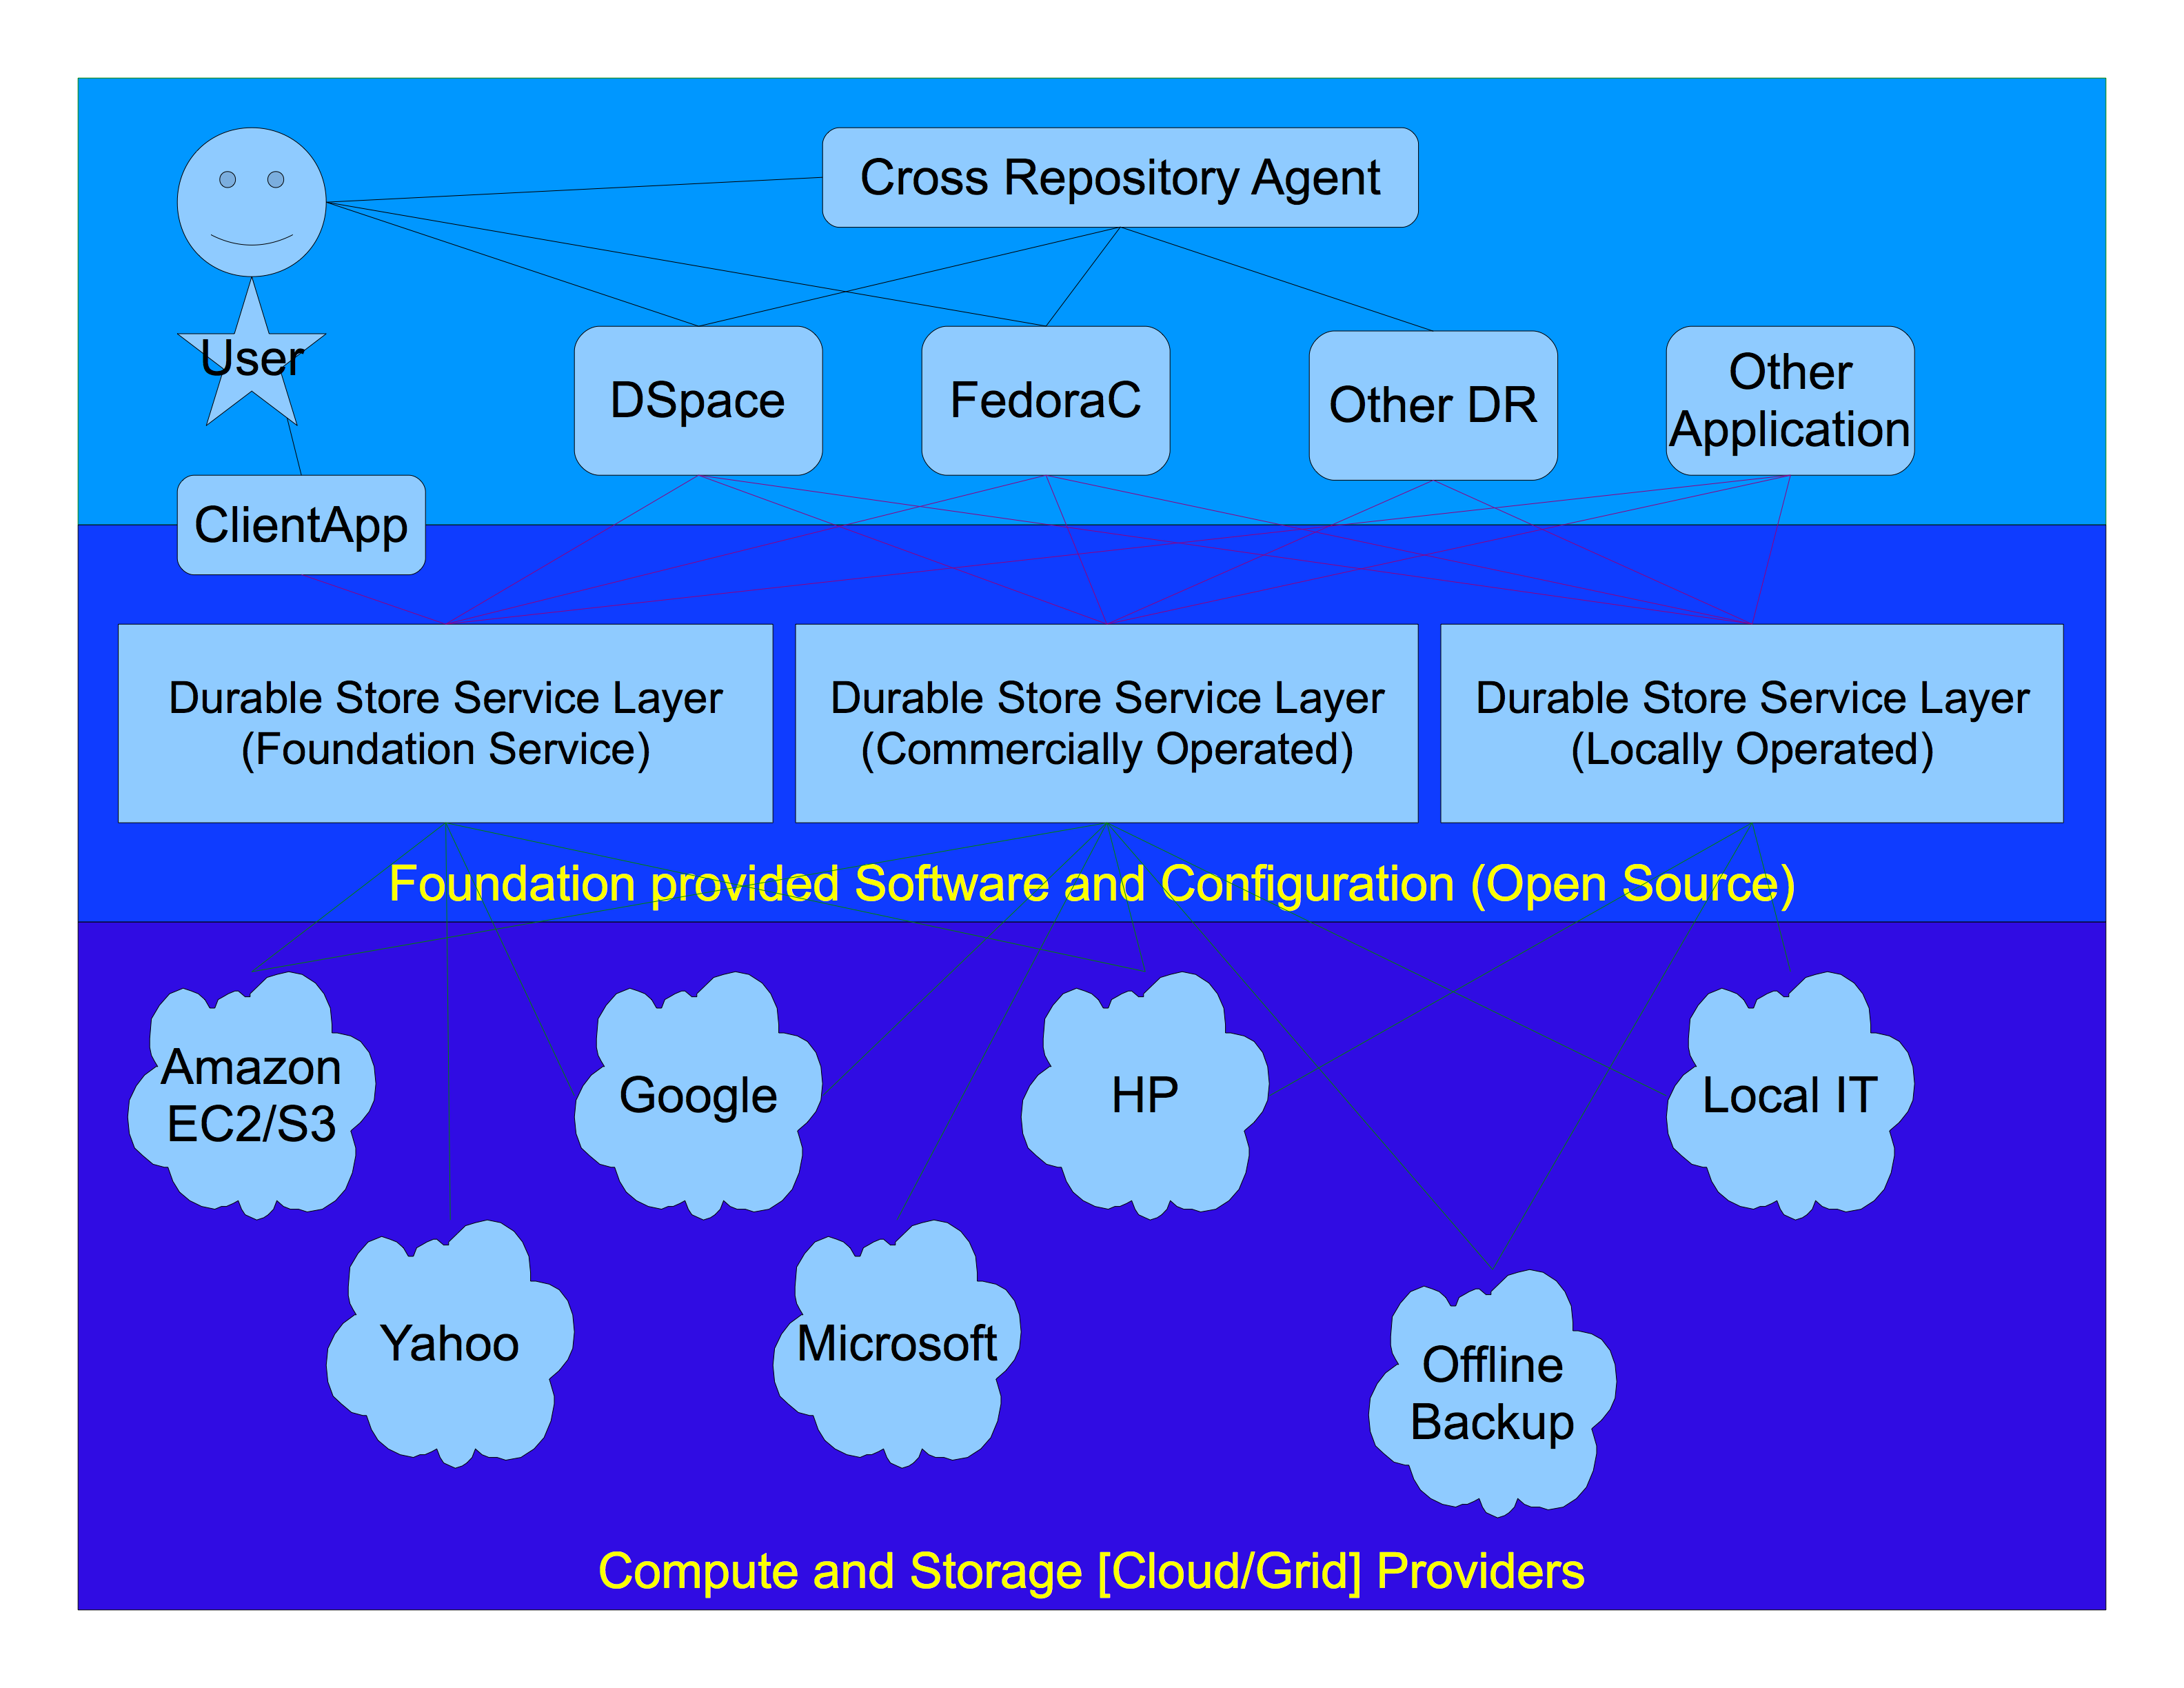 Cross Repository Agent
User
DSpace
FedoraC
Other DR
Other
Application
ClientApp
Durable Store Service Layer
(Foundation Service)
Durable Store Service Layer
(Commercially Operated)
Durable Store Service Layer
(Locally Operated)
Foundation provided Software and Configuration (Open Source)
Amazon
EC2/S3
Google
HP
Local IT
Yahoo
Microsoft
Offline
Backup
Compute and Storage [Cloud/Grid] Providers